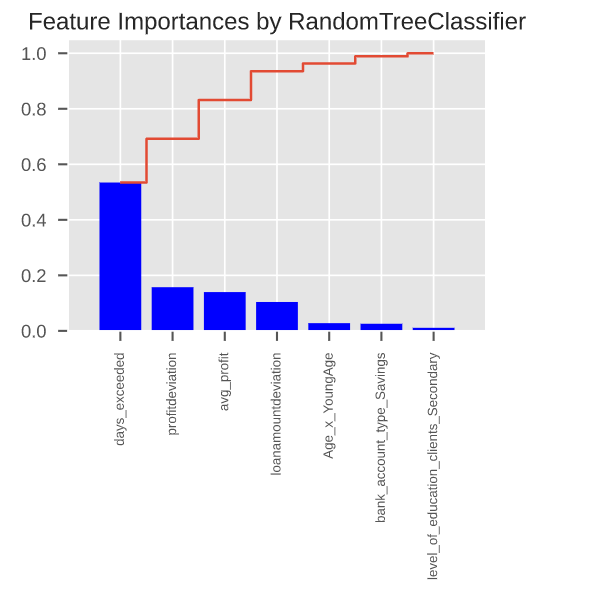 Feature Importances by RandomTreeClassifier
1.0
0.8
0.6
0.4
0.2
0.0
days_exceeded
profitdeviation
avg_profit
loanamountdeviation
Age_x_YoungAge
bank_account_type_Savings
level_of_education_clients_Secondary